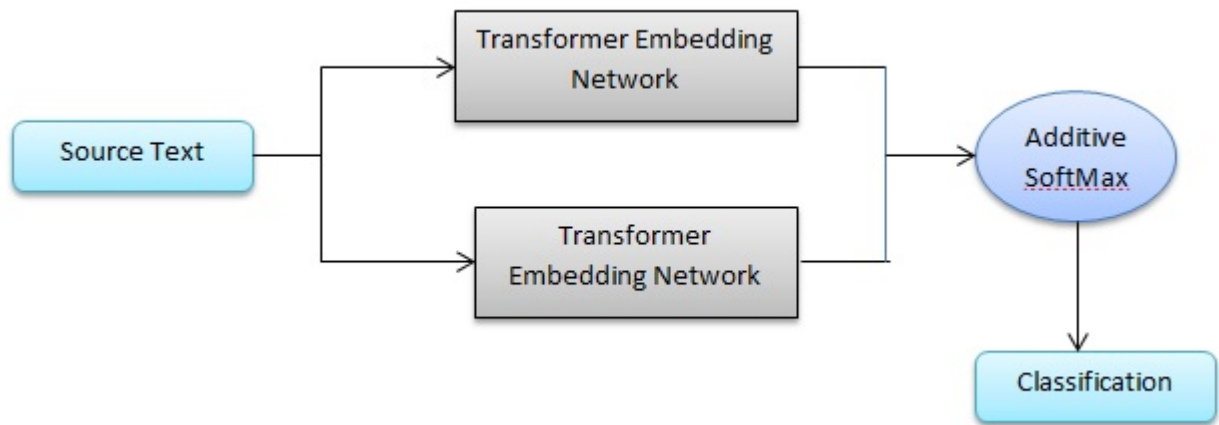 Transformer Embedding
Network
Source Text
Additive
SoftMax
Transformer
Embedding Network
Classification